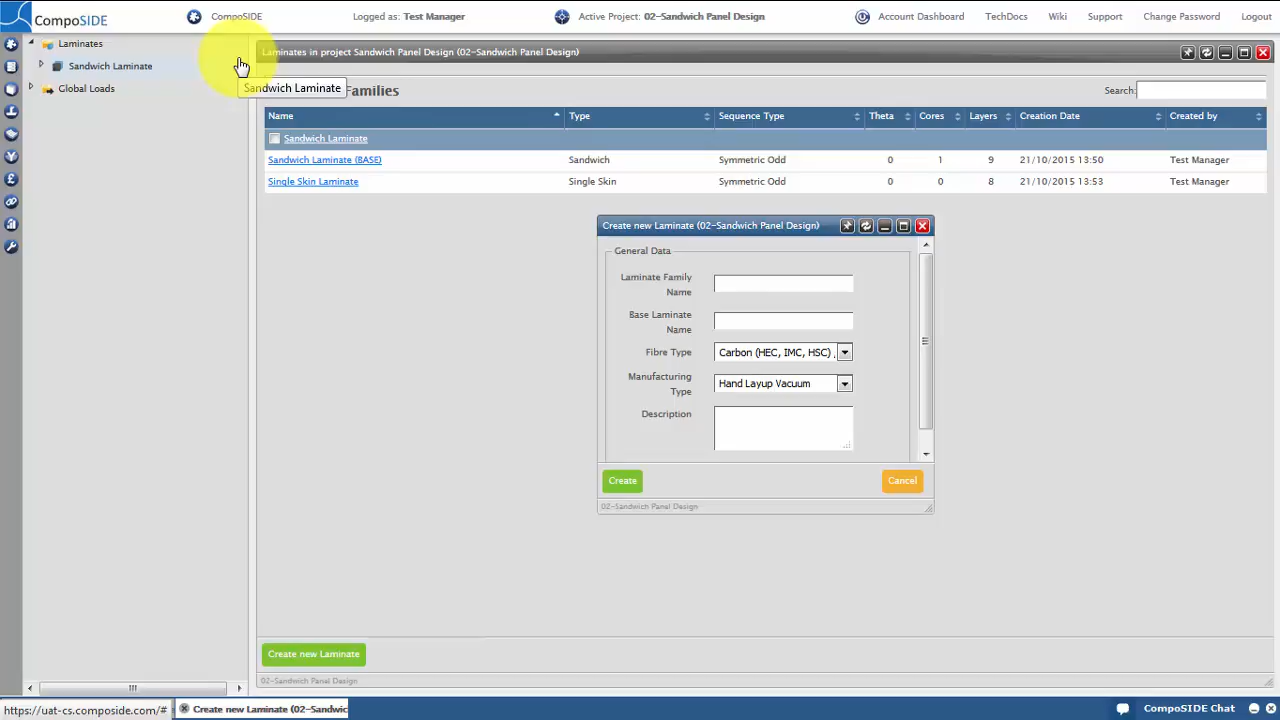 CompoSIDE
CompoSIDE Logged as: Test Manager Active Project: 02-Sandwich Panel Design Account Dashboard TechDocs Wiki Support Change Password Logout
Laminates
Sandwich Laminate
Global Loads
Laminates in project Sandwich Panel Design (02-Sandwich Panel Design)
Sandwich Laminate
Families
Search:
Name Type Sequence Type Theta Cores Layers Creation Date Created by
Sandwich Laminate
Sandwich Laminate (BASE) Sandwich Symmetric Odd 0 1 9 21/10/2015 13:50 Test Manager
Single Skin Laminate Single Skin Symmetric Odd 0 0 8 21/10/2015 13:53 Test Manager
Create new Laminate (02-Sandwich Panel Design)
General Data
Laminate Family
Name
Base Laminate
Name
Fibre Type Carbon (HEC, IMC, HSC) ,
Manufacturing
Type
Hand Layup Vacuum
Description
Create Cancel
02-Sandwich Panel Design
Create new Laminate
02-Sandwich Panel Design
https://uat-cs.composide.com/#
Create new Laminate (02-Sandwic
CompoSIDE Chat